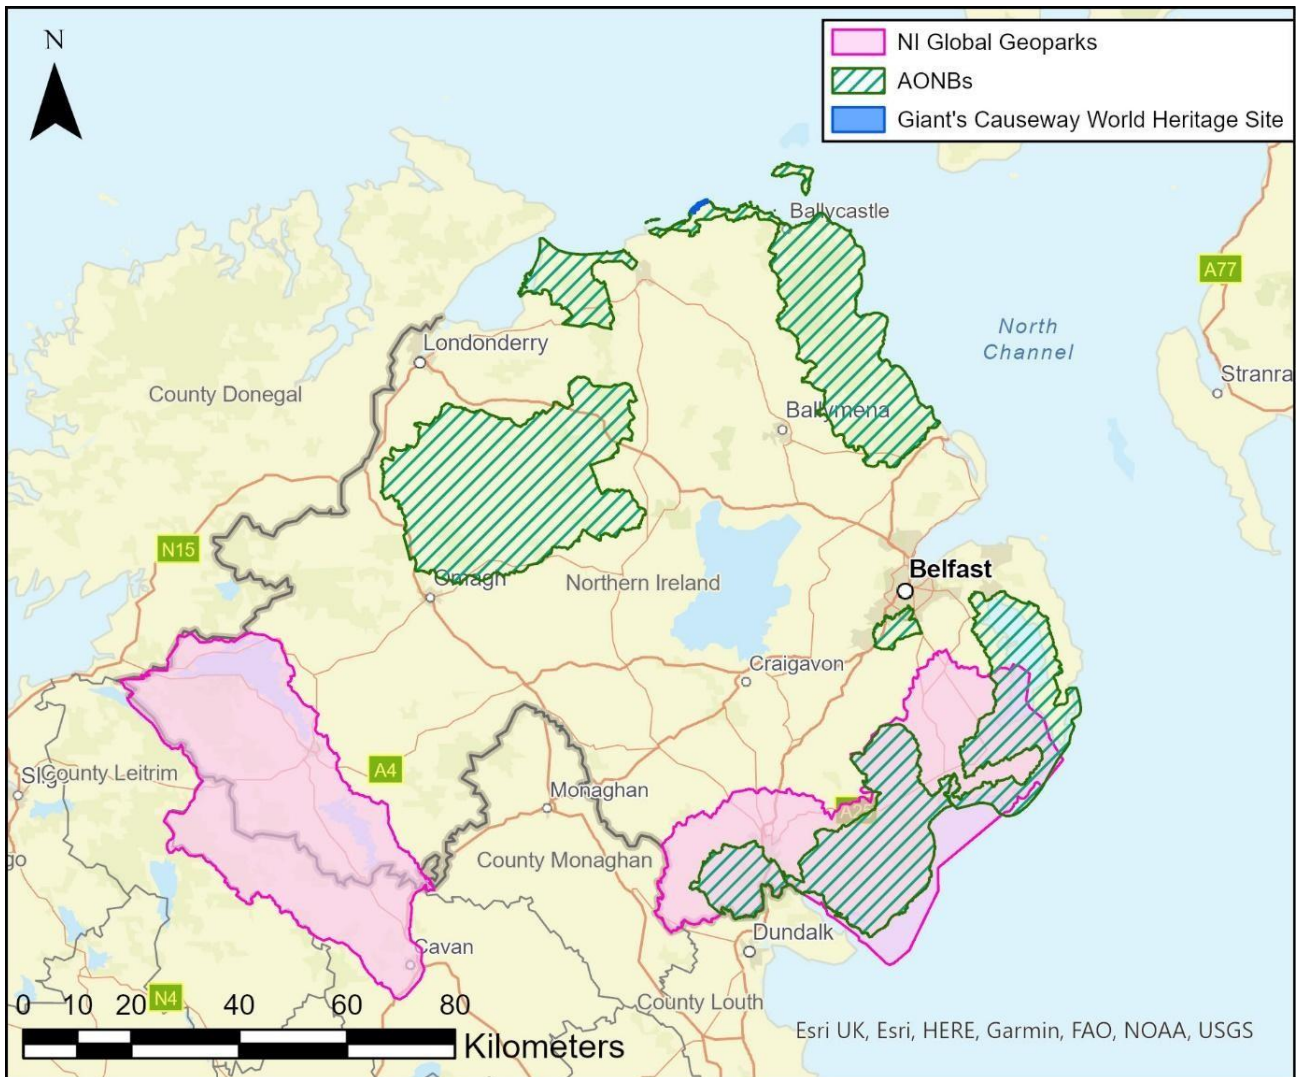 N
NI Global Geoparks
AONBs
Giant's Causeway World Heritage Site
Ballycastle
A77
North
Channel
Londonderry
Stranra
County Donegal
Ballymena
N15
Belfast
Omagh
Northern Ireland
Craigavon
A4
Sligo
County Leitrim
Monaghan
County Monaghan
go
Dundalk
Cavan
0 10 20 40 60 80
N4
County Louth
Kilometers
Esri UK, Esri, HERE, Garmin, FAO, NOAA, USGS